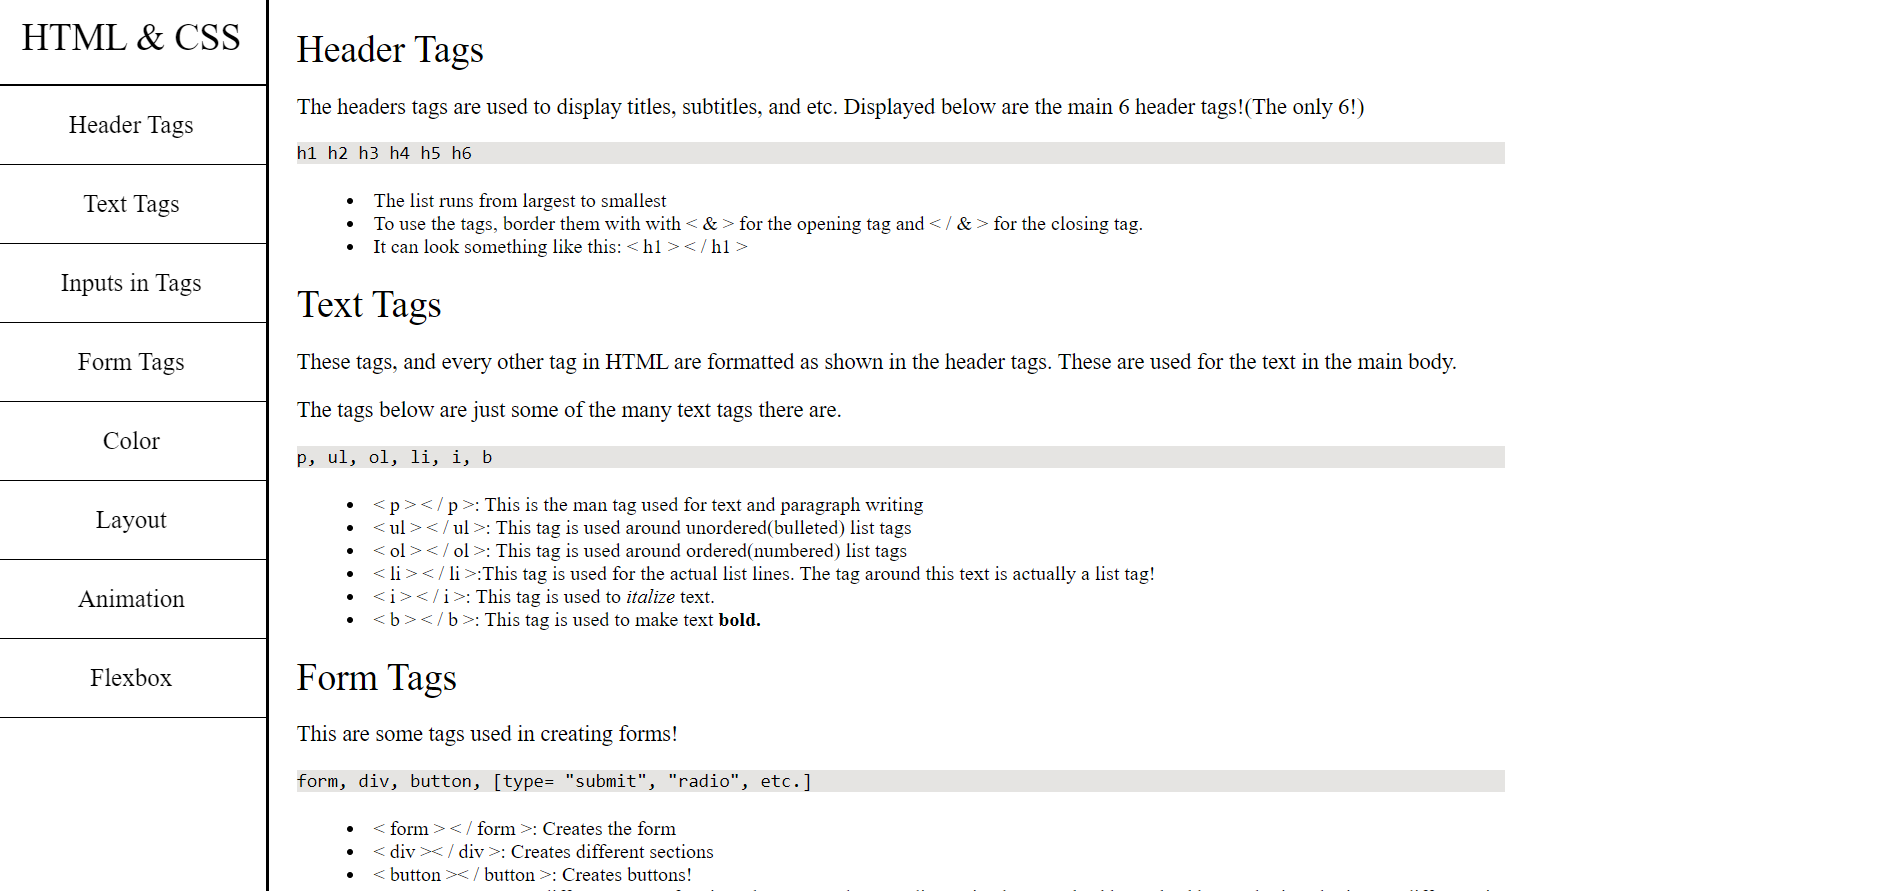 HTML & CSS
Header Tags
Text Tags
Inputs in Tags
Form Tags
Color
Layout
Animation
Flexbox
Header Tags
The headers tags are used to display titles, subtitles, and etc. Displayed below are the main 6 header tags!(The only 6!)
h1 h2 h3 h4 h5 h6
• The list runs from largest to smallest
• To use the tags, border them with with < & > for the opening tag and < / & > for the closing tag.
• It can look something like this: < h1 > < / h1 >
Text Tags
These tags, and every other tag in HTML are formatted as shown in the header tags. These are used for the text in the main body.
The tags below are just some of the many text tags there are.
p, ul, ol, li, i, b
• < p > < / p >: This is the man tag used for text and paragraph writing
• < ul > < / ul >: This tag is used around unordered(bulleted) list tags
• < ol > < / ol >: This tag is used around ordered(numbered) list tags
• < li > < / li >:This tag is used for the actual list lines. The tag around this text is actually a list tag!
• < i > < / i >: This tag is used to italize text.
• < b > < / b >: This tag is used to make text bold.
Form Tags
This are some tags used in creating forms!
form, div, button, [type= "submit", "radio", etc.]
• < form > < / form >: Creates the form
• < div >< / div >: Creates different sections
• < button >< / button >: Creates buttons!